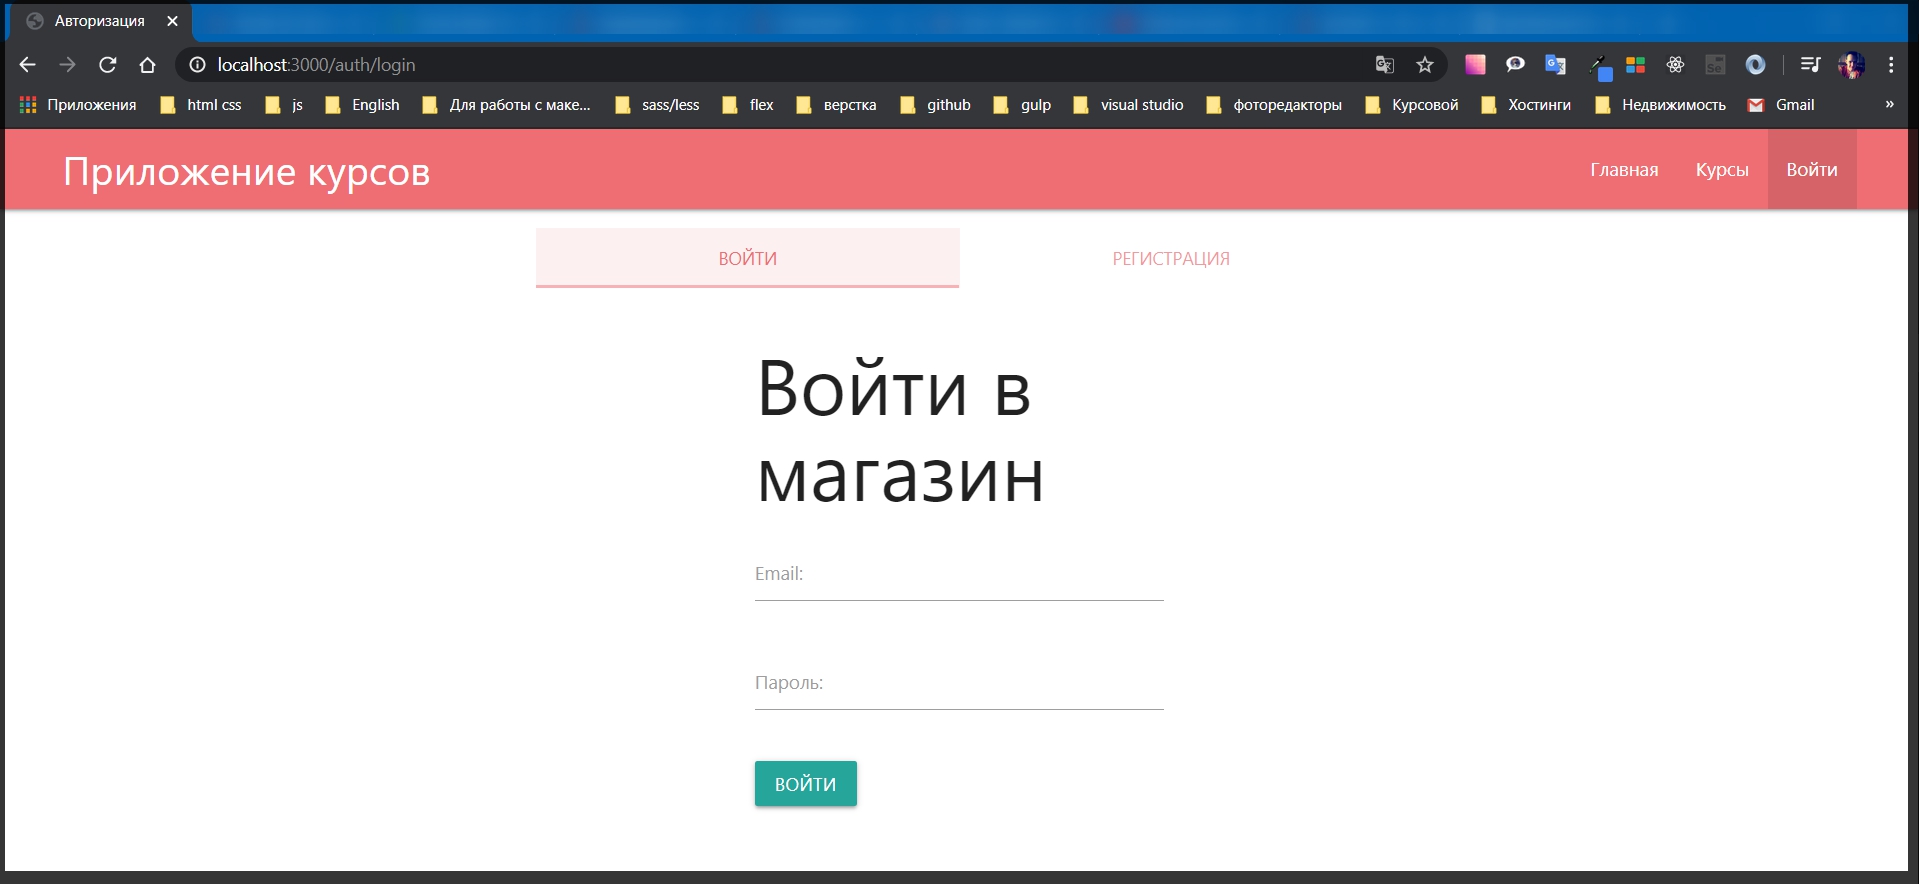 Авторизация
localhost:3000/auth/login
Приложения html css js English Для работы с маке... sass/less flex верстка github gulp visual studio фоторедакторы Курсовой Хостинги Недвижимость Gmail »
Приложение курсов Главная Курсы Войти
ВОЙТИ РЕГИСТРАЦИЯ
Войти в
магазин
Email:
Пароль:
ВОЙТИ